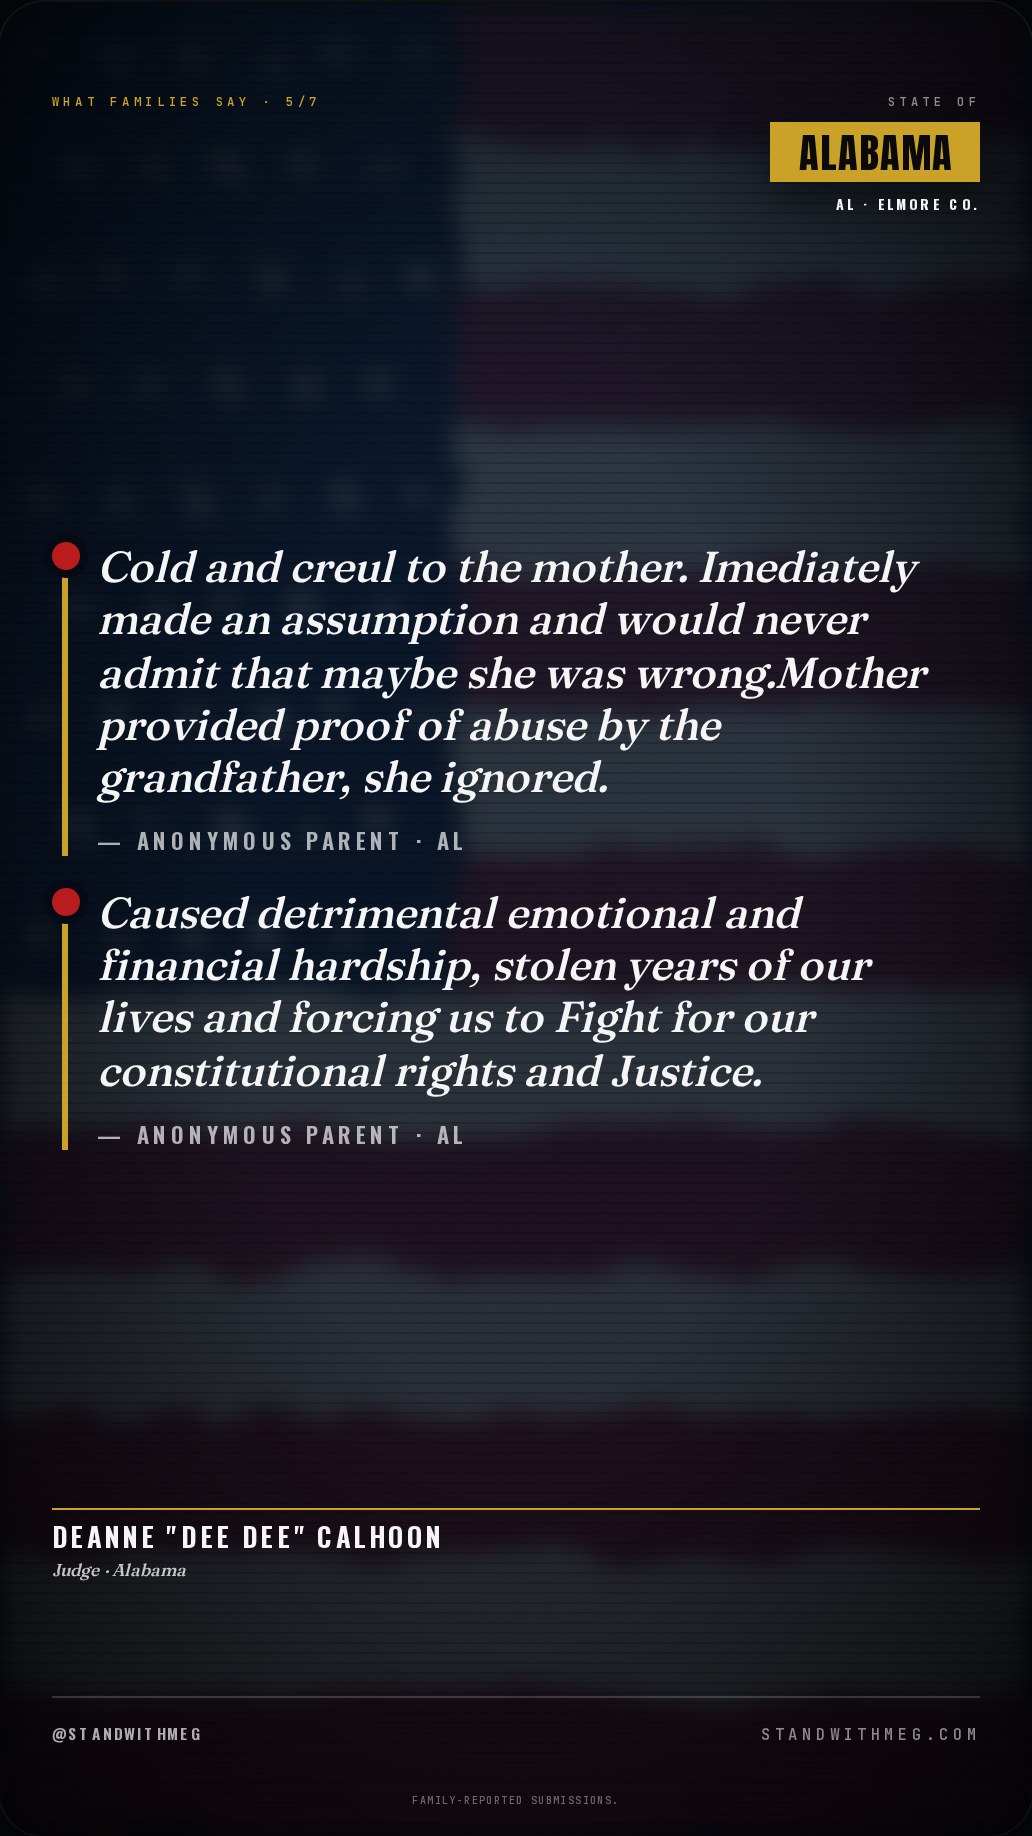 WHAT FAMILIES SAY · 5/7
STATE OF
ALABAMA
AL · ELMORE CO.
Cold and creul to the mother. Imediately
made an assumption and would never
admit that maybe she was wrong.Mother
provided proof of abuse by the
grandfather, she ignored.
— ANONYMOUS PARENT · AL
Caused detrimental emotional and
financial hardship, stolen years of our
lives and forcing us to Fight for our
constitutional rights and Justice.
— ANONYMOUS PARENT · AL
DEANNE "DEE DEE" CALHOON
Judge · Alabama
@STANDWITHMEG
STANDWITHMEG.COM
FAMILY-REPORTED SUBMISSIONS.